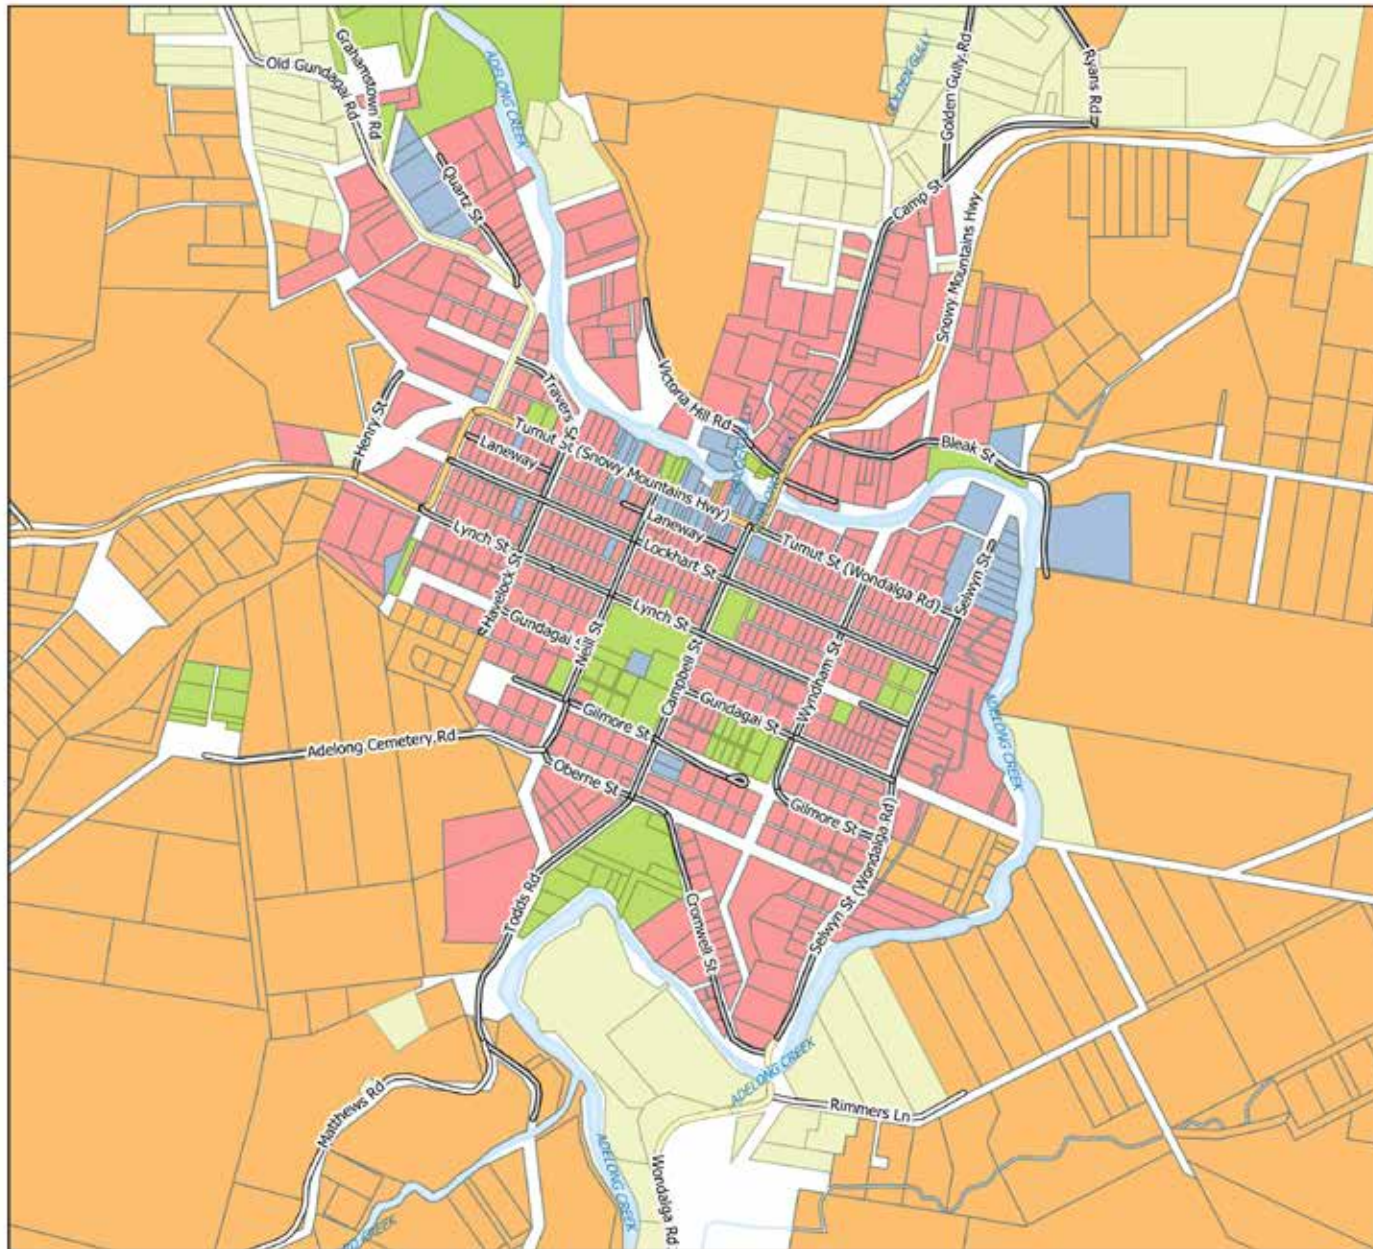 Grahamstown Rd
Old Gundagai Rd
ADELONG CREEK
GOLDEN GULLY
Golden Gully Rd
Ryans Rd
Quartz St
Camp St
Snowy Mountains Hwy
Victoria Hill Rd
Henry St
Travers St
Tumut St (Snowy Mountains Hwy)
Laneway
Bleak St
Laneway
Lynch St
Lockhart St
Tumut St (Wondalga Rd)
Selwyn St
Havelock St
Gundagai
Neill St
Lynch St
Campbell St
Wyndham St
Gundagai St
ADELONG CREEK
Gilmore St
Adelong Cemetery Rd
Oberne St
Gilmore St
Selwyn St (Wondalga Rd)
Todds Rd
Cromwell St
ADELONG CREEK
Matthews Rd
Rimmers Ln
ADELONG CREEK
Wondalga Rd
CREEK